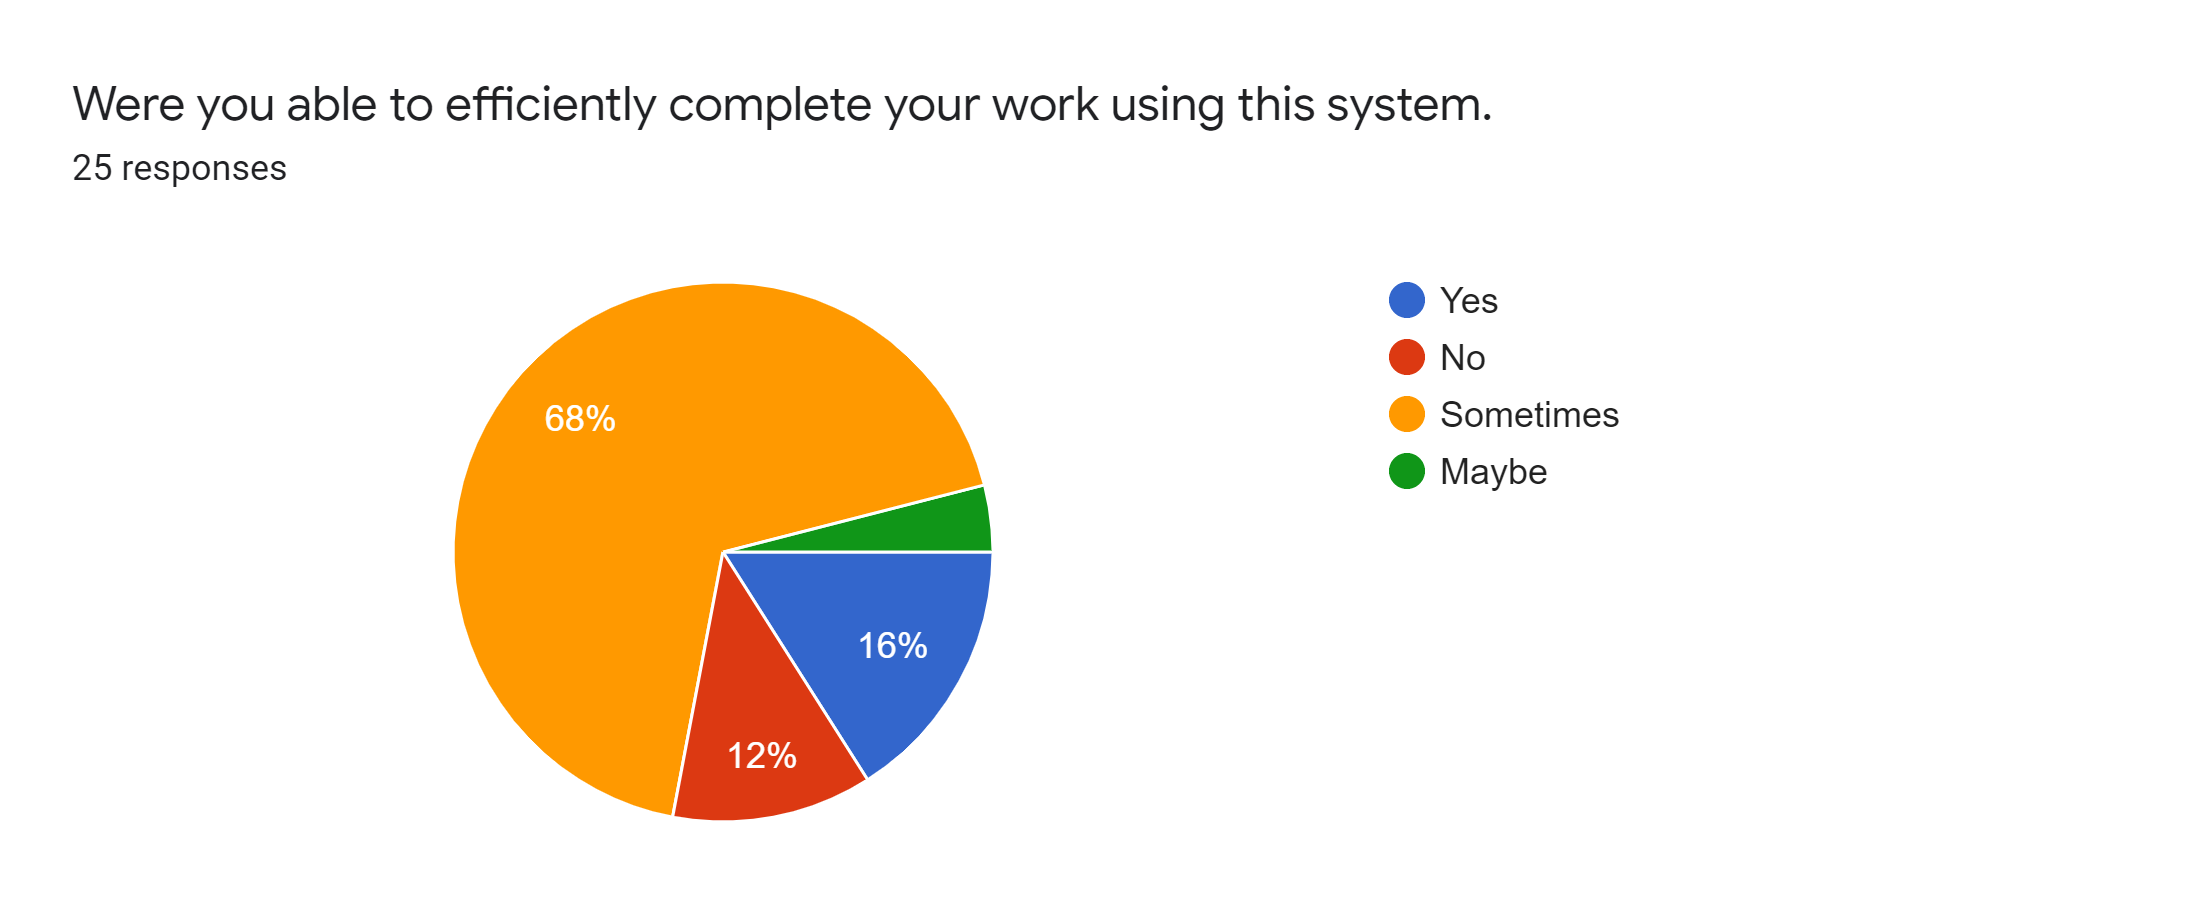 Were you able to efficiently complete your work using this system.
25 responses
Yes
No
Sometimes
Maybe
68%
16%
12%